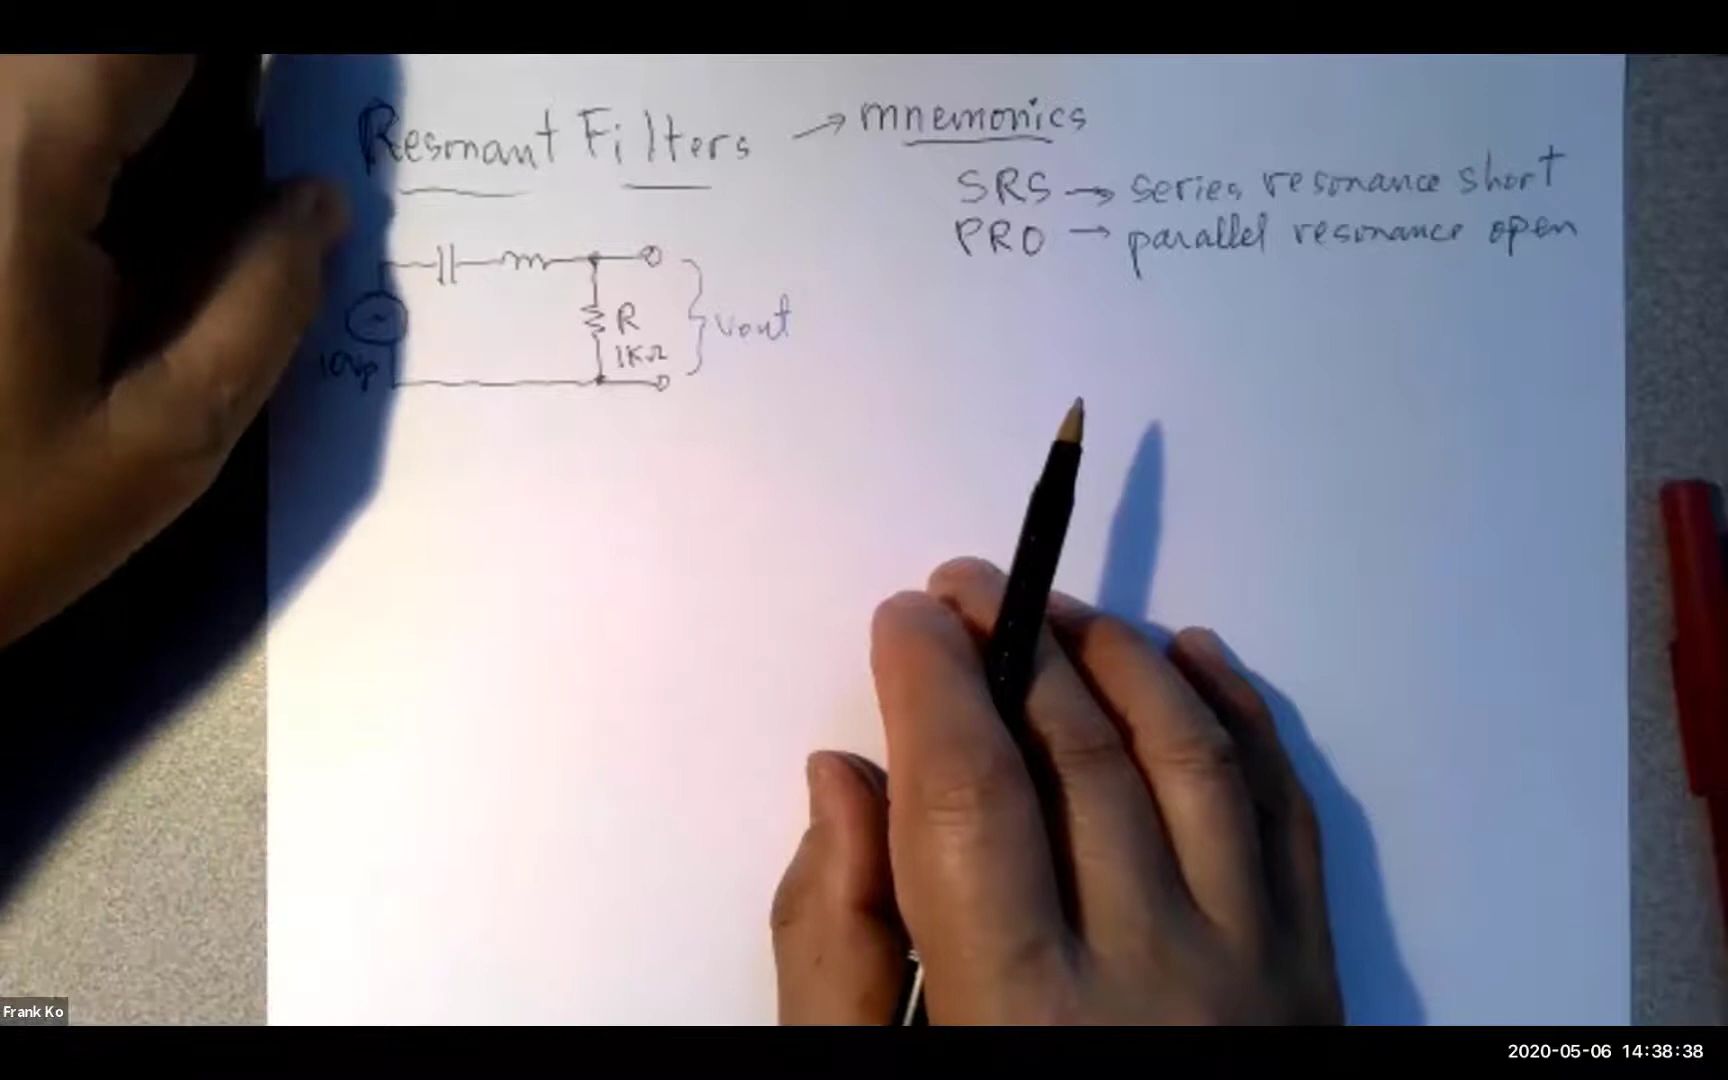 Resonant Filters → mnemonics
SRS → series resonance short
PRO → parallel resonance open
R
1KΩ
Vout
10Vp
Frank Ko
2020-05-06 14:38:38